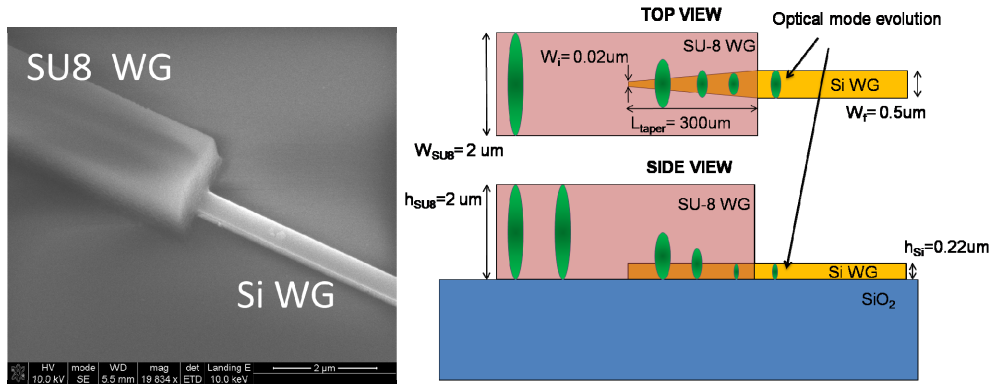 SU8 WG
Si WG
HV mode WD mag det Landing E
10.0 kV SE 5.5 mm 19 834 x ETD 10.0 keV
2 μm
TOP VIEW
Optical mode evolution
SU-8 WG
Wi = 0.02um
Si WG
Ltaper= 300um
Wf= 0.5um
WSU8= 2 um
SIDE VIEW
hSU8=2 um
SU-8 WG
hSi=0.22um
Si WG
SiO2